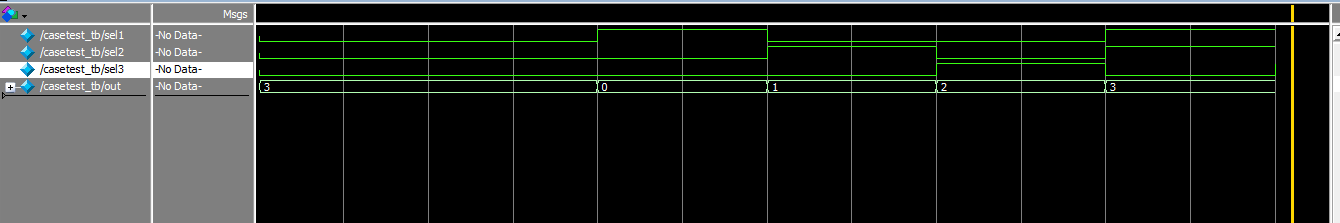 Msgs
/casetest_tb/sel1 -No Data-
/casetest_tb/sel2 -No Data-
/casetest_tb/sel3 -No Data-
/casetest_tb/out -No Data- 3 0 1 2 3